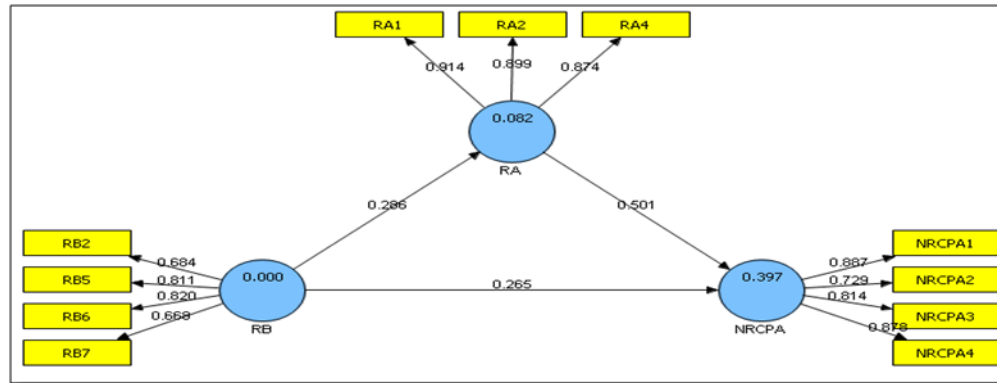 RA1 RA2 RA4
0.914 0.899 0.874
0.082
RA
0.286 0.501
RB2 NRCPA1
0.684 0.887
RB5 0.000 0.397 NRCPA2
0.811 0.265 0.729
RB6 0.820 0.814 NRCPA3
RB NRCPA
0.668 0.878
RB7 NRCPA4